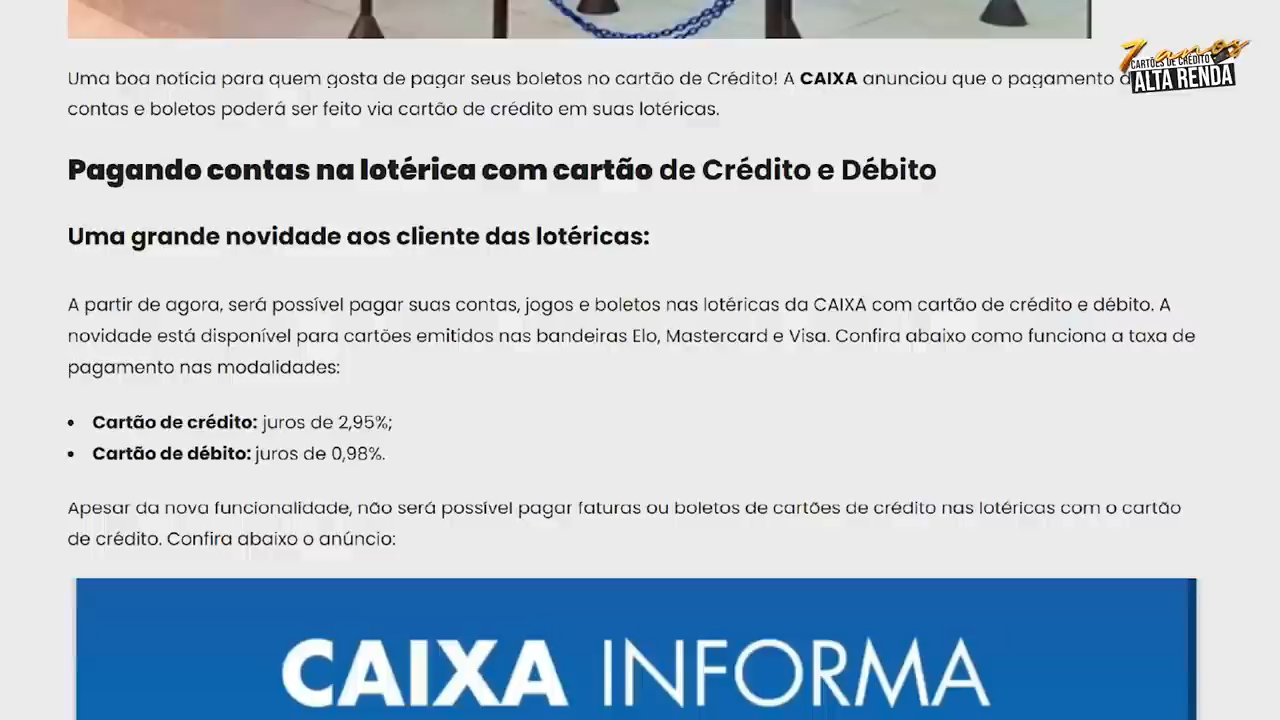 7 anos
CARTÕES DE CRÉDITO
ALTA RENDA
Uma boa notícia para quem gosta de pagar seus boletos no cartão de Crédito! A CAIXA anunciou que o pagamento
contas e boletos poderá ser feito via cartão de crédito em suas lotéricas.
Pagando contas na lotérica com cartão de Crédito e Débito
Uma grande novidade aos cliente das lotéricas:
A partir de agora, será possível pagar suas contas, jogos e boletos nas lotéricas da CAIXA com cartão de crédito e débito. A
novidade está disponível para cartões emitidos nas bandeiras Elo, Mastercard e Visa. Confira abaixo como funciona a taxa de
pagamento nas modalidades:
• Cartão de crédito: juros de 2,95%;
• Cartão de débito: juros de 0,98%.
Apesar da nova funcionalidade, não será possível pagar faturas ou boletos de cartões de crédito nas lotéricas com o cartão
de crédito. Confira abaixo o anúncio:
CAIXA INFORMA